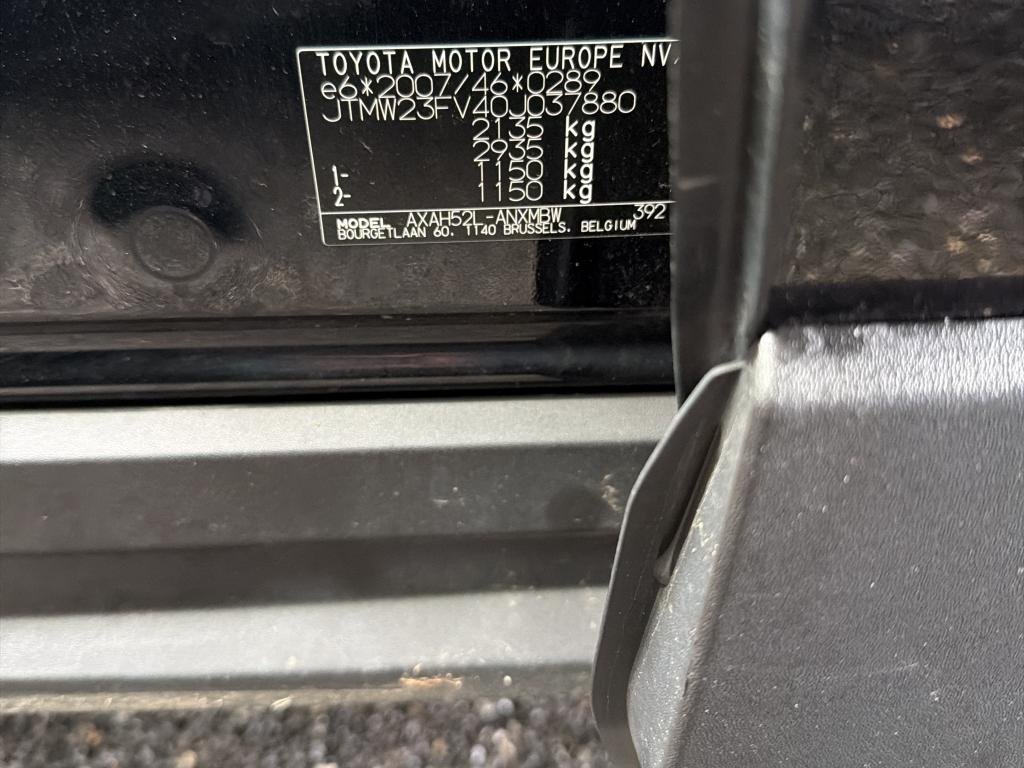 TOYOTA MOTOR EUROPE NV
e6*2007/46*0289
JTMW23FV40J037880
2135 kg
2935 kg
1- 1150 kg
2- 1150 kg
MODEL AXAH52L-ANXMBW 392
BOURGETLAAN 60, 1140 BRUSSELS, BELGIUM